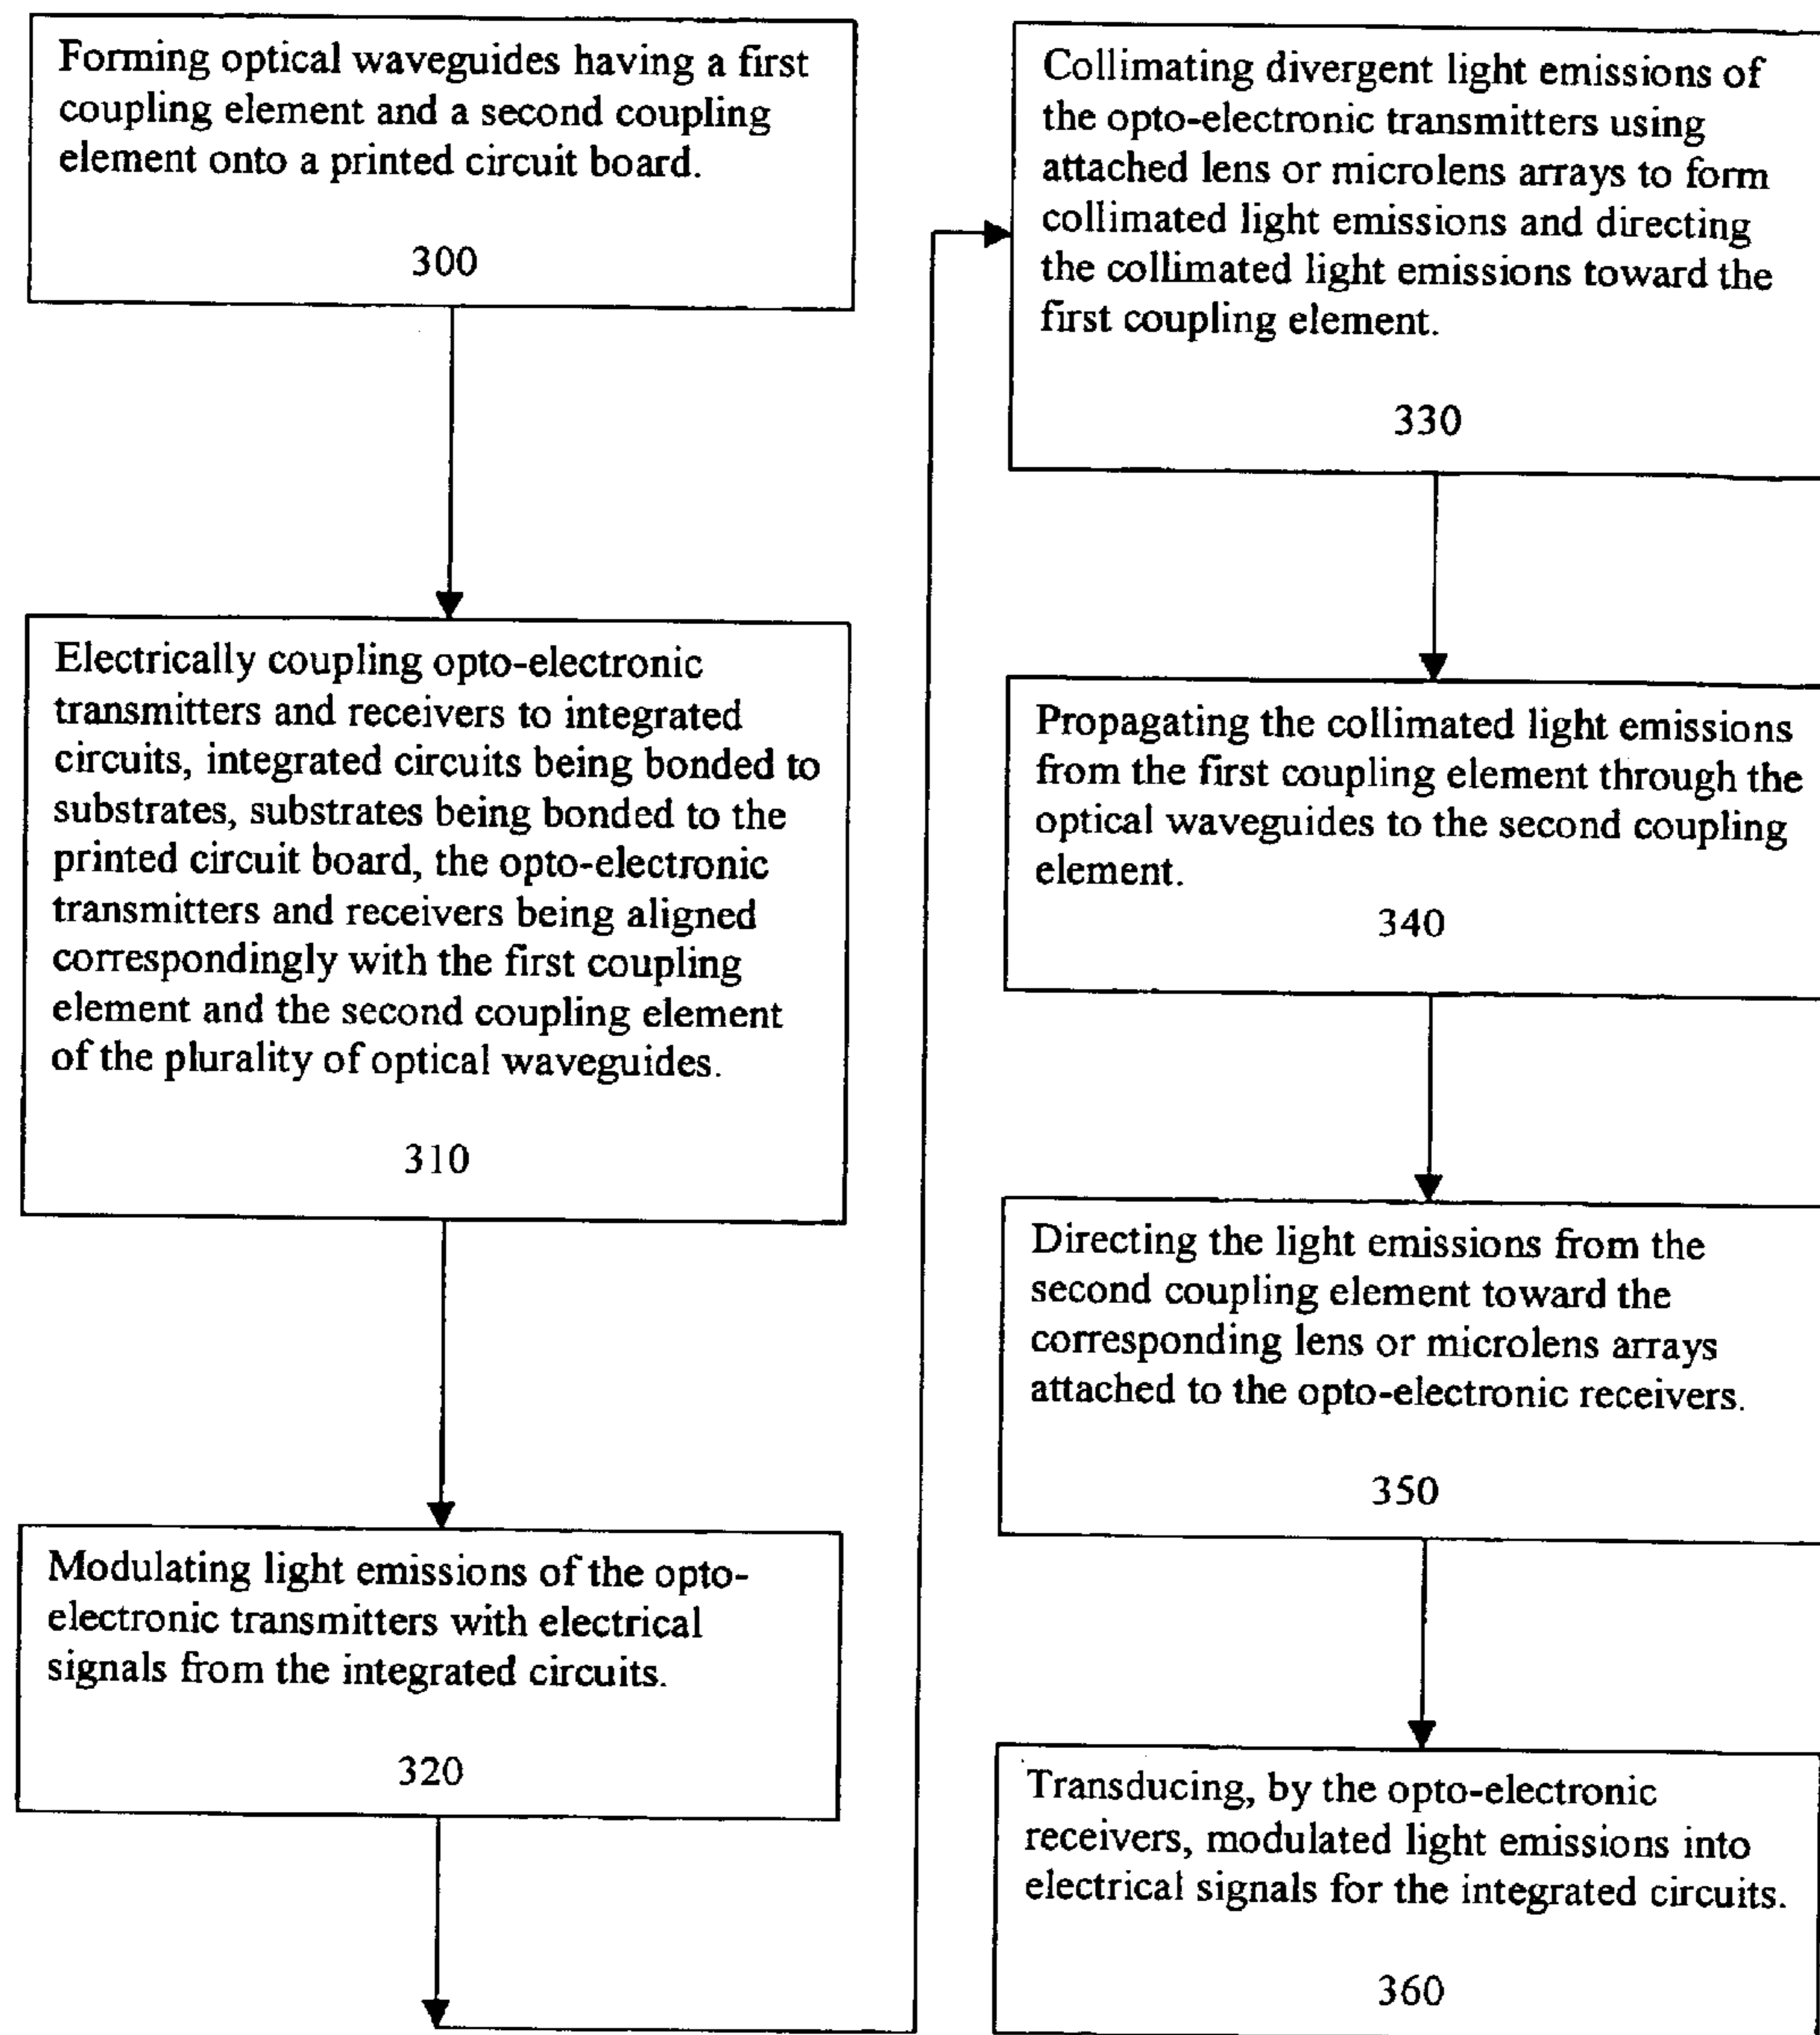 Forming optical waveguides having a first
coupling element and a second coupling
element onto a printed circuit board.
300
Electrically coupling opto-electronic
transmitters and receivers to integrated
circuits, integrated circuits being bonded to
substrates, substrates being bonded to the
printed circuit board, the opto-electronic
transmitters and receivers being aligned
correspondingly with the first coupling
element and the second coupling element
of the plurality of optical waveguides.
310
Modulating light emissions of the opto-
electronic transmitters with electrical
signals from the integrated circuits.
320
Collimating divergent light emissions of
the opto-electronic transmitters using
attached lens or microlens arrays to form
collimated light emissions and directing
the collimated light emissions toward the
first coupling element.
330
Propagating the collimated light emissions
from the first coupling element through the
optical waveguides to the second coupling
element.
340
Directing the light emissions from the
second coupling element toward the
corresponding lens or microlens arrays
attached to the opto-electronic receivers.
350
Transducing, by the opto-electronic
receivers, modulated light emissions into
electrical signals for the integrated circuits.
360